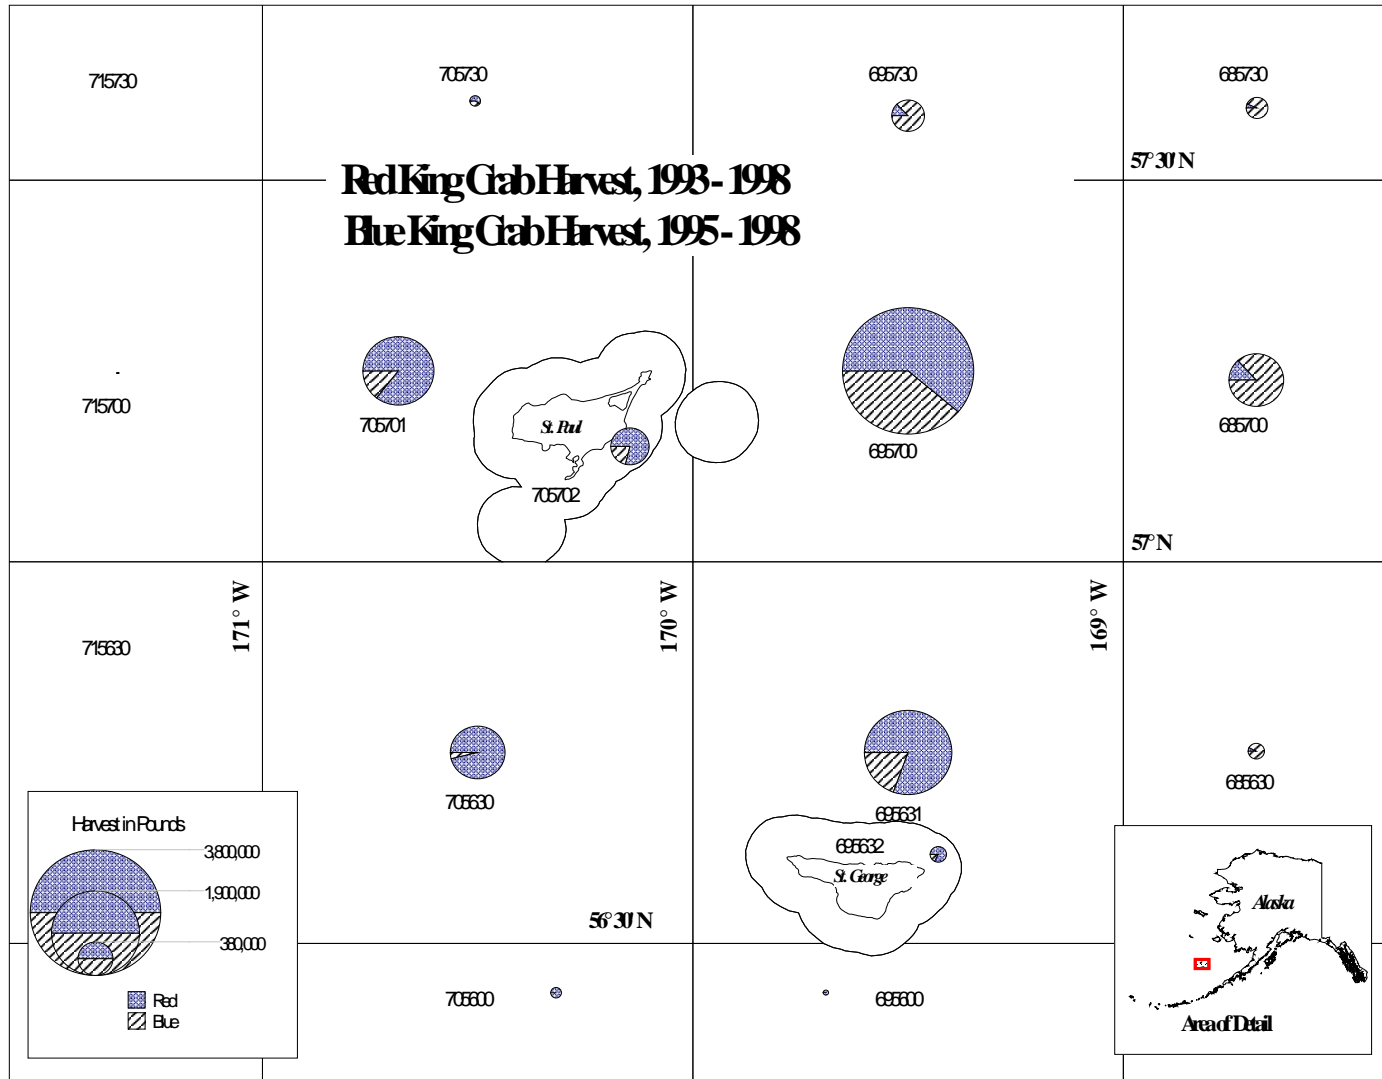 715730
705730
695730
685730
57° 30' N
Red King Crab Harvest, 1993 - 1998
Blue King Crab Harvest, 1995 - 1998
715700
705701
St. Paul
705702
695700
685700
57° N
171° W
170° W
169° W
715630
705630
695631
685630
695632
St. George
56° 30' N
705600
695600
Harvest in Pounds
3,800,000
1,900,000
380,000
Red
Blue
Alaska
Area of Detail